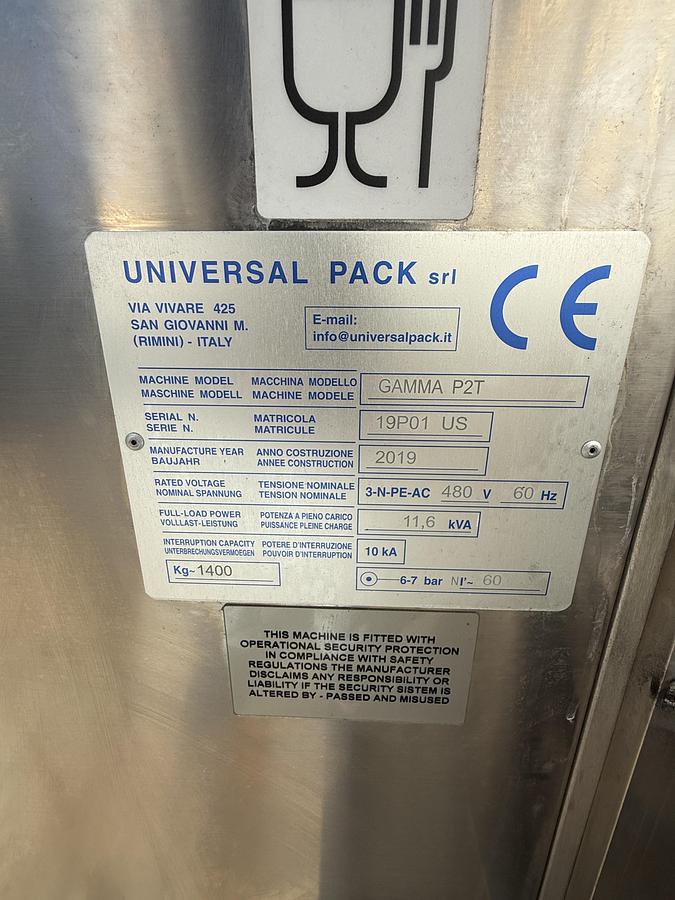 UNIVERSAL PACK srl
VIA VIVARE 425
SAN GIOVANNI M.
(RIMINI) - ITALY
E-mail:
info@universalpack.it
CE
MACHINE MODEL MACCHINA MODELLO
MASCHINE MODELL MACHINE MODELE
GAMMA P2T
SERIAL N. MATRICOLA
SERIE N. MATRICULE
19P01 US
MANUFACTURE YEAR ANNO COSTRUZIONE
BAUJAHR ANNEE CONSTRUCTION
2019
RATED VOLTAGE TENSIONE NOMINALE
NOMINAL SPANNUNG TENSION NOMINALE
3-N-PE-AC 480 V 60 Hz
FULL-LOAD POWER POTENZA A PIENO CARICO
VOLLLAST-LEISTUNG PUISSANCE PLEINE CHARGE
11,6 kVA
INTERRUPTION CAPACITY POTERE D'INTERRUZIONE
UNTERBRECHUNGSVERMOEGEN POUVOIR D'INTERRUPTION
10 kA
Kg~1400
6-7 bar Nl'~ 60
THIS MACHINE IS FITTED WITH
OPERATIONAL SECURITY PROTECTION
IN COMPLIANCE WITH SAFETY
REGULATIONS THE MANUFACTURER
DISCLAIMS ANY RESPONSIBILITY OR
LIABILITY IF THE SECURITY SISTEM IS
ALTERED BY - PASSED AND MISUSED